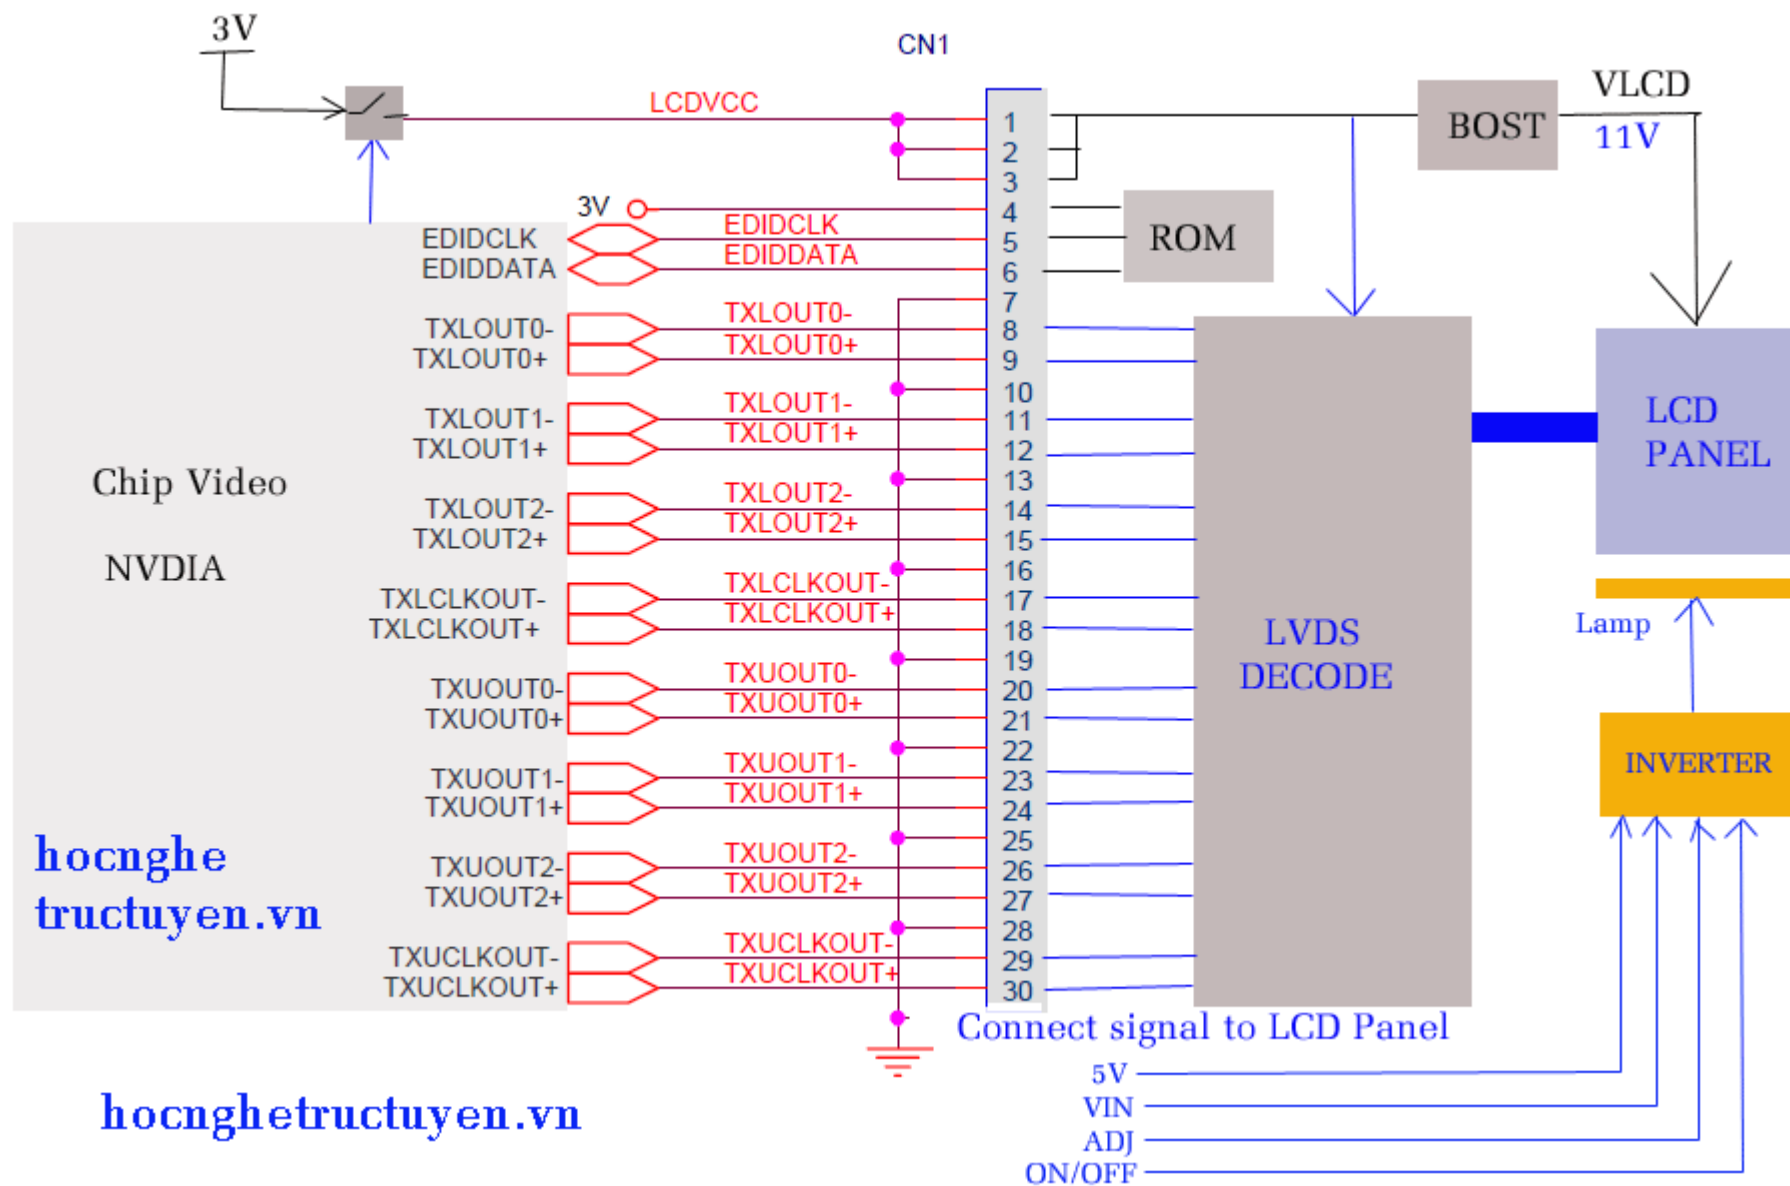 3V
CN1
LCDVCC
VLCD
BOST
11V
1
2
3
3V
4
EDIDCLK
EDIDCLK
5
ROM
EDIDDATA
EDIDDATA
6
7
TXLOUT0-
TXLOUT0-
8
TXLOUT0+
TXLOUT0+
9
10
TXLOUT1-
TXLOUT1-
11
TXLOUT1+
TXLOUT1+
12
LCD
PANEL
13
Chip Video
NVDIA
TXLOUT2-
TXLOUT2-
14
TXLOUT2+
TXLOUT2+
15
16
TXLCLKOUT-
TXLCLKOUT-
17
TXLCLKOUT+
TXLCLKOUT+
18
Lamp
LVDS
DECODE
19
TXUOUT0-
TXUOUT0-
20
TXUOUT0+
TXUOUT0+
21
22
INVERTER
TXUOUT1-
TXUOUT1-
23
TXUOUT1+
TXUOUT1+
24
25
hocnghe
tructuyen.vn
TXUOUT2-
TXUOUT2-
26
TXUOUT2+
TXUOUT2+
27
28
TXUCLKOUT-
TXUCLKOUT-
29
TXUCLKOUT+
TXUCLKOUT+
30
Connect signal to LCD Panel
5V
VIN
ADJ
ON/OFF
hocnghetructuyen.vn